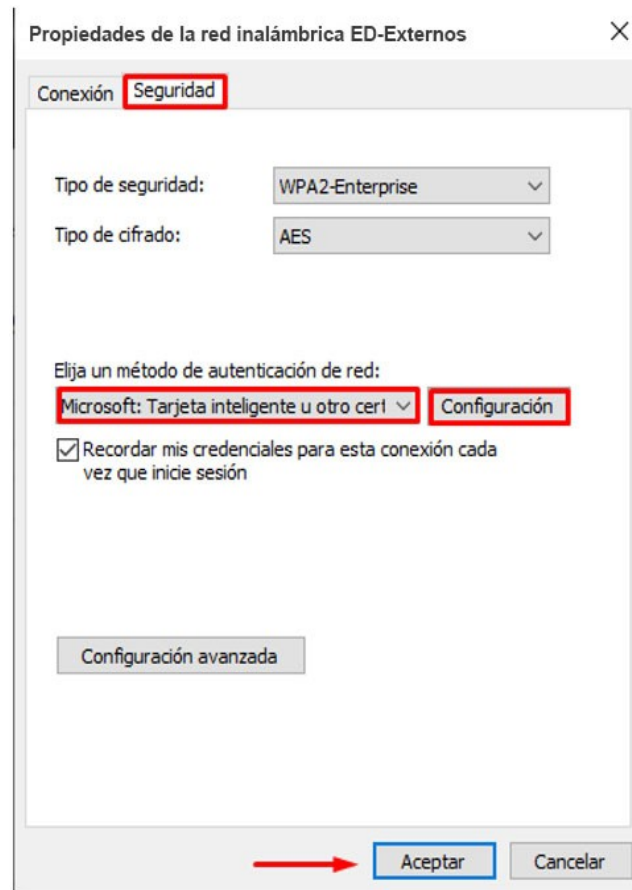 Propiedades de la red inalámbrica ED-Externos
Conexión Seguridad
Tipo de seguridad: WPA2-Enterprise
Tipo de cifrado: AES
Elija un método de autenticación de red:
Microsoft: Tarjeta inteligente u otro cert Configuración
Recordar mis credenciales para esta conexión cada
vez que inicie sesión
Configuración avanzada
Aceptar Cancelar